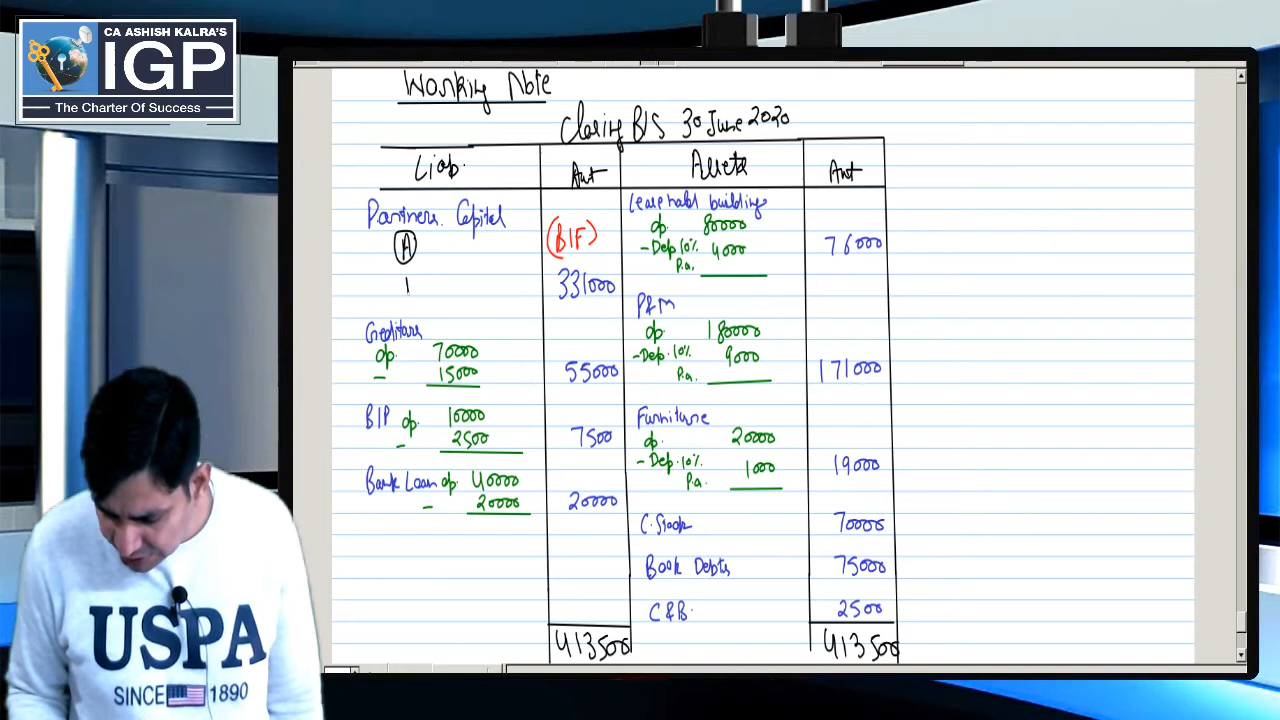 CA ASHISH KALRA'S
IGP
The Charter Of Success
Working Note
Closing B/S 30 June 2020
Liab. Amt Assets Amt
Partners. Capital
(B/F)
A
331000
Creditors
op. 70000
- 15000 55000
B/P op. 10000
- 2500 7500
Bank Loan op. 40000
- 20000 20000
413500
Leasehold buildings
op. 80000
- Dep 10% 4000 76000
p.a.
P&M
op. 180000
- Dep. 10% 9000
p.a. 171000
Furniture
op. 20000
- Dep. 10% 1000 19000
p.a.
C. Stock 70000
Book Debts 75000
C&B. 2500
413500
USPA
SINCE 1890